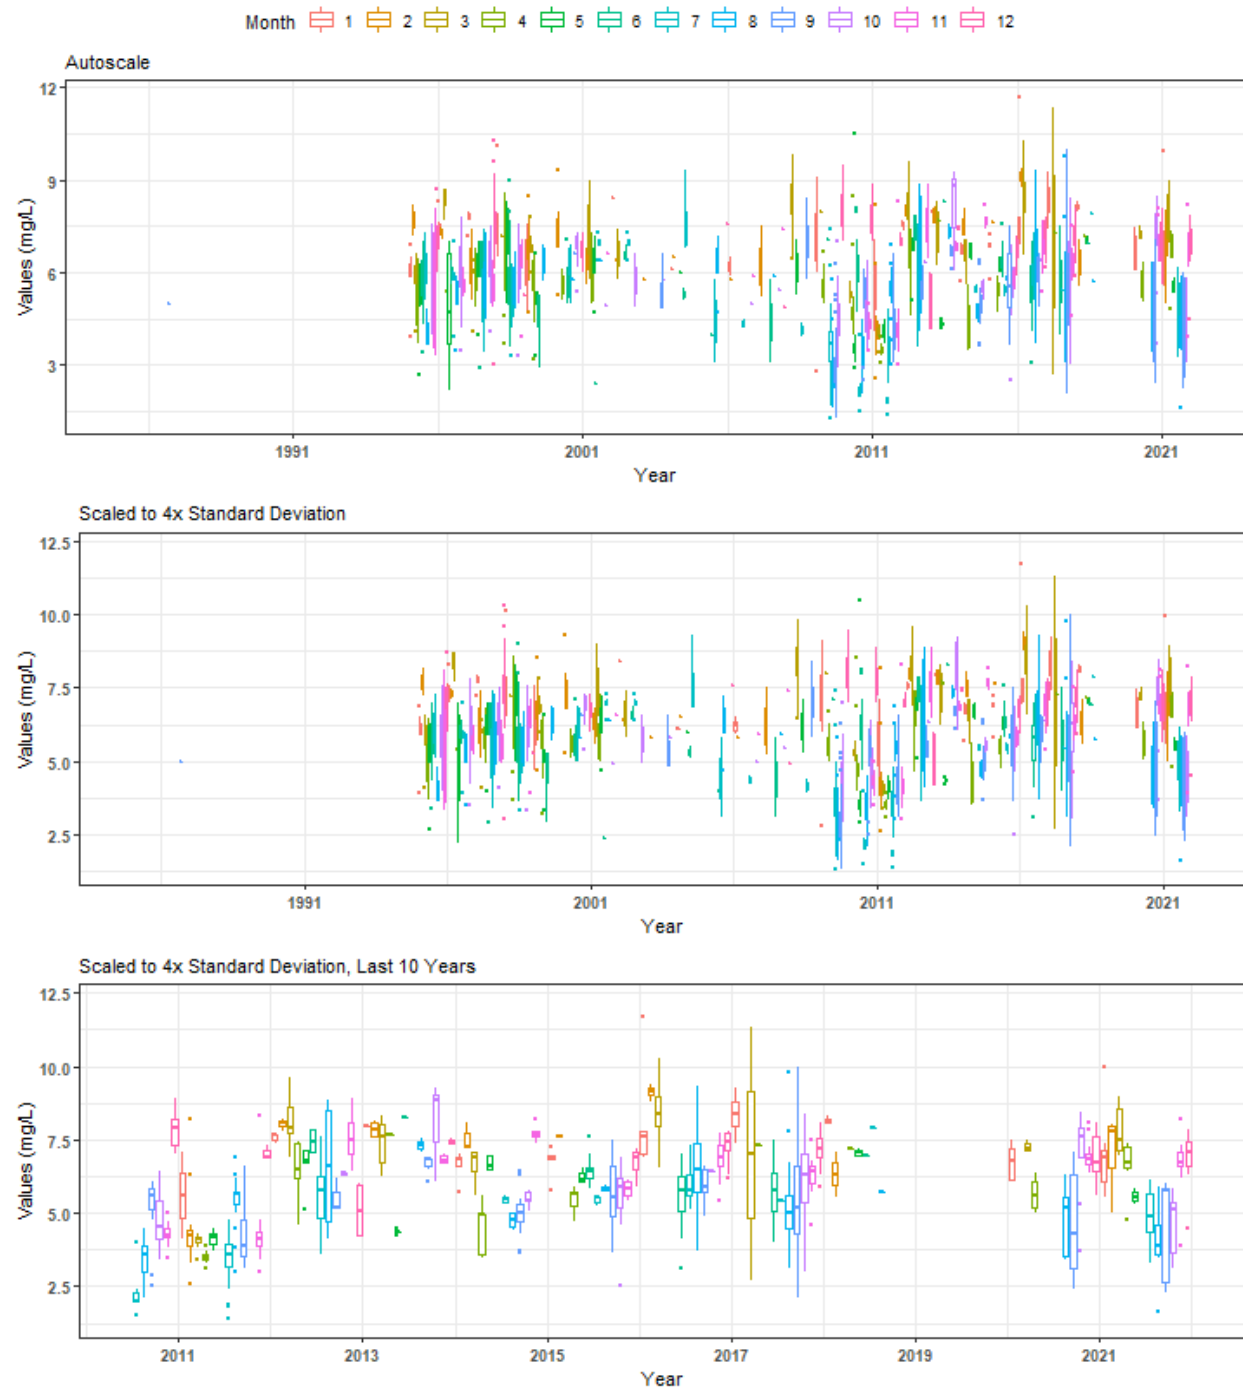 Month 1 2 3 4 5 6 7 8 9 10 11 12
Autoscale
12
9
6
3
Values (mg/L)
1991 2001 2011 2021
Year
Scaled to 4x Standard Deviation
12.5
10.0
7.5
5.0
2.5
Values (mg/L)
1991 2001 2011 2021
Year
Scaled to 4x Standard Deviation, Last 10 Years
12.5
10.0
7.5
5.0
2.5
Values (mg/L)
2011 2013 2015 2017 2019 2021
Year